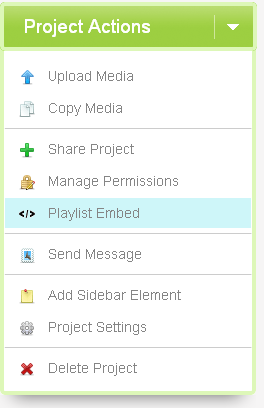 Project Actions
Upload Media
Copy Media
Share Project
Manage Permissions
Playlist Embed
Send Message
Add Sidebar Element
Project Settings
Delete Project